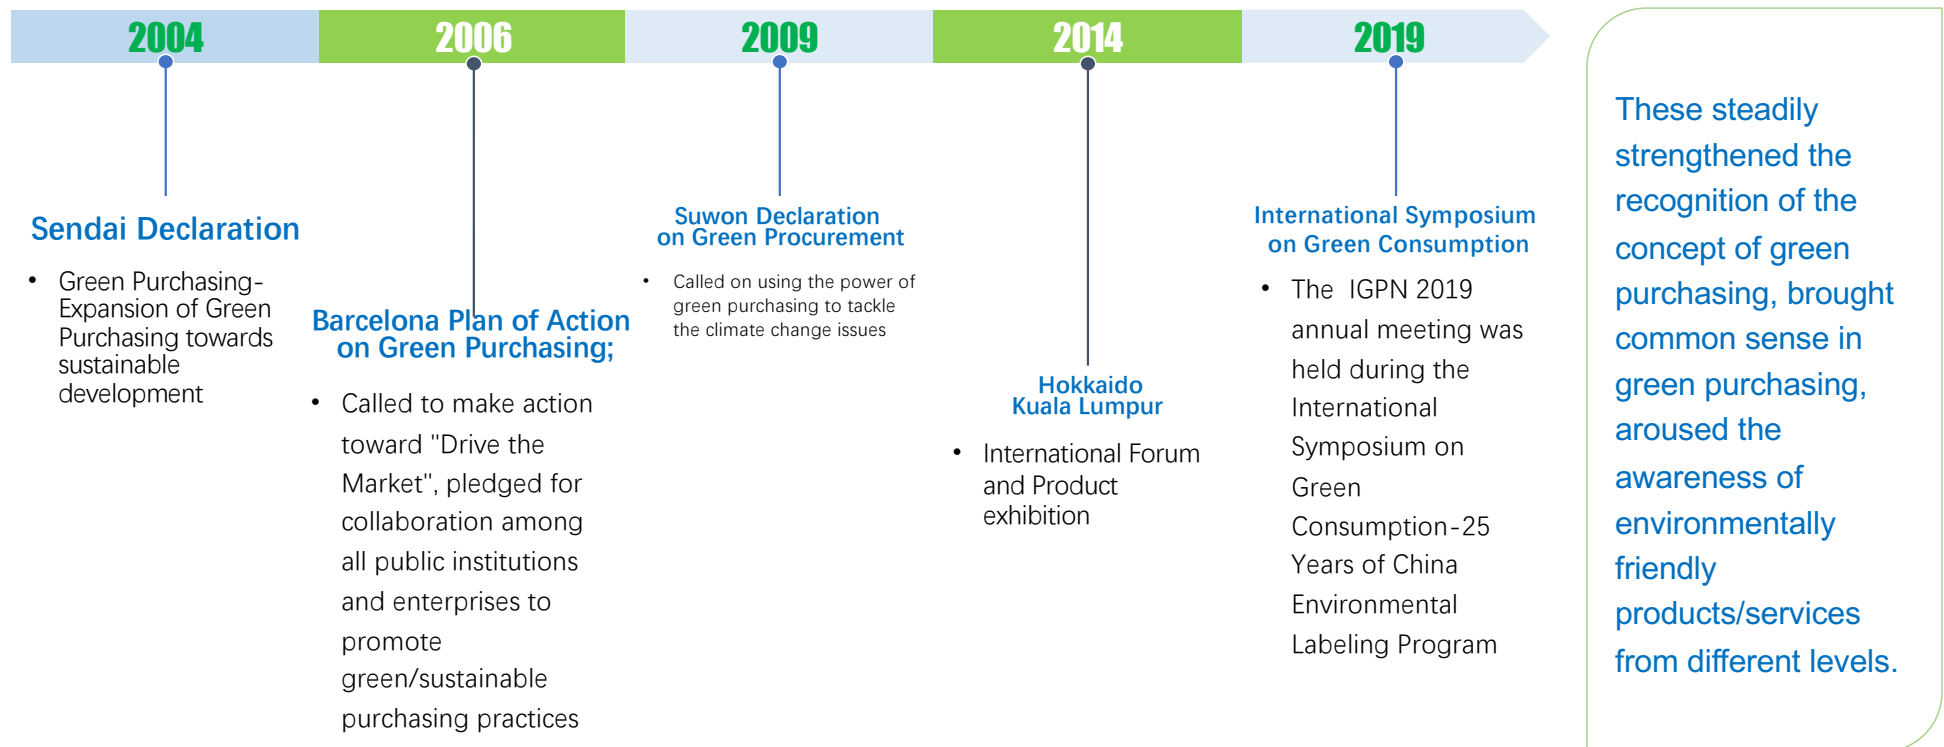 2004
2006
2009
2014
2019
Sendai Declaration
• Green Purchasing-
Expansion of Green
Purchasing towards
sustainable
development
Barcelona Plan of Action
on Green Purchasing;
• Called to make action
toward "Drive the
Market", pledged for
collaboration among
all public institutions
and enterprises to
promote
green/sustainable
purchasing practices
Suwon Declaration
on Green Procurement
• Called on using the power of
green purchasing to tackle
the climate change issues
Hokkaido
Kuala Lumpur
• International Forum
and Product
exhibition
International Symposium
on Green Consumption
• The IGPN 2019
annual meeting was
held during the
International
Symposium on
Green
Consumption-25
Years of China
Environmental
Labeling Program
These steadily
strengthened the
recognition of the
concept of green
purchasing, brought
common sense in
green purchasing,
aroused the
awareness of
environmentally
friendly
products/services
from different levels.